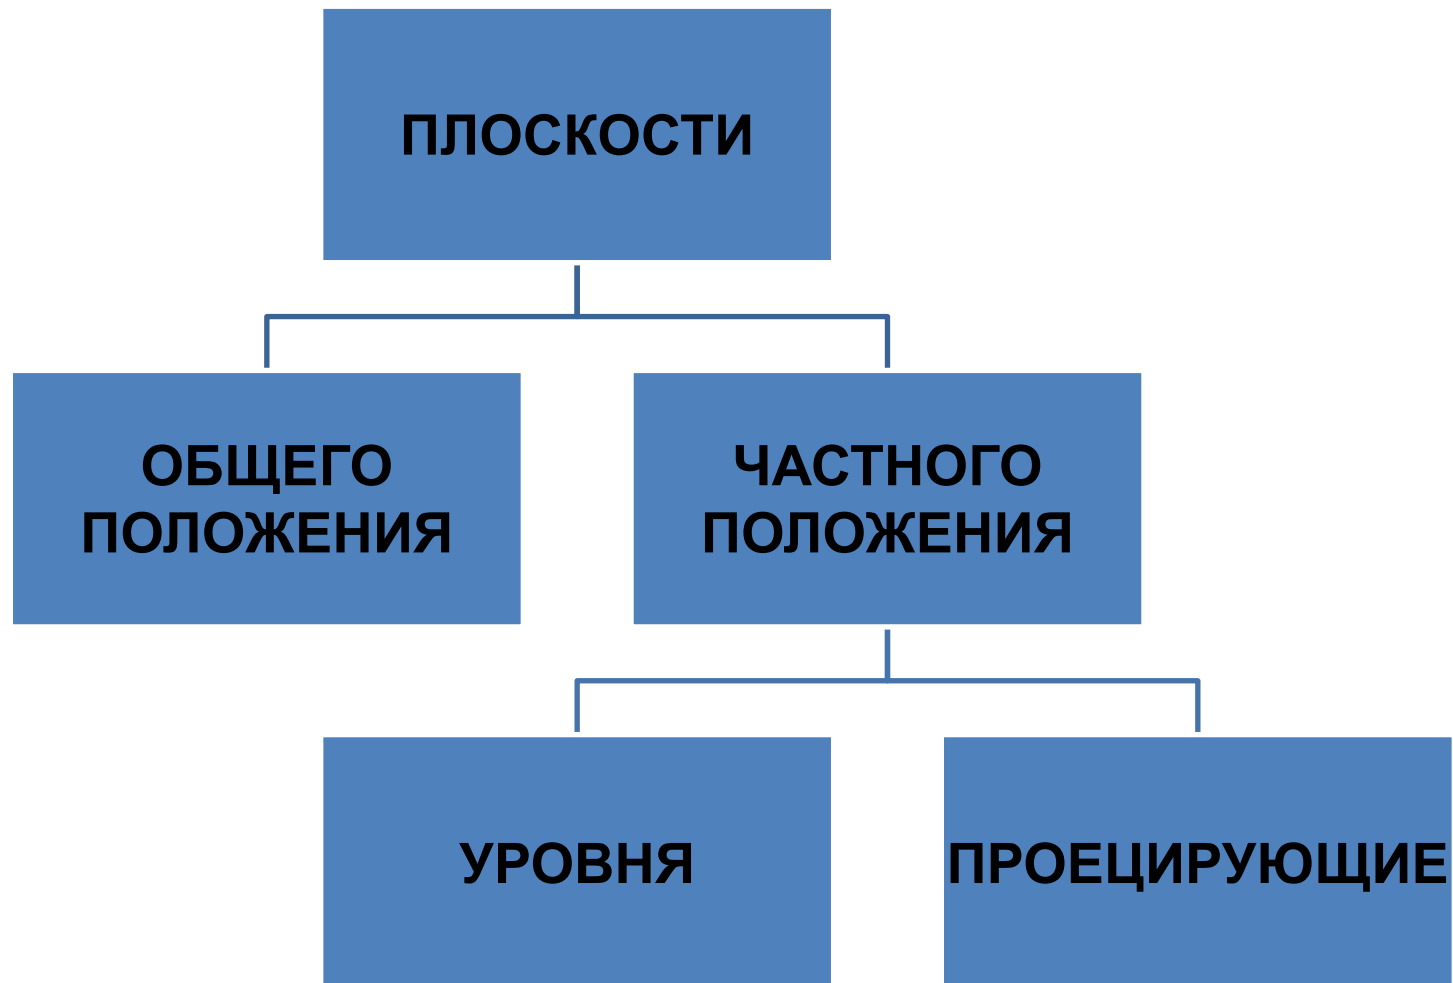 ПЛОСКОСТИ
ОБЩЕГО
ПОЛОЖЕНИЯ
ЧАСТНОГО
ПОЛОЖЕНИЯ
УРОВНЯ
ПРОЕЦИРУЮЩИЕ